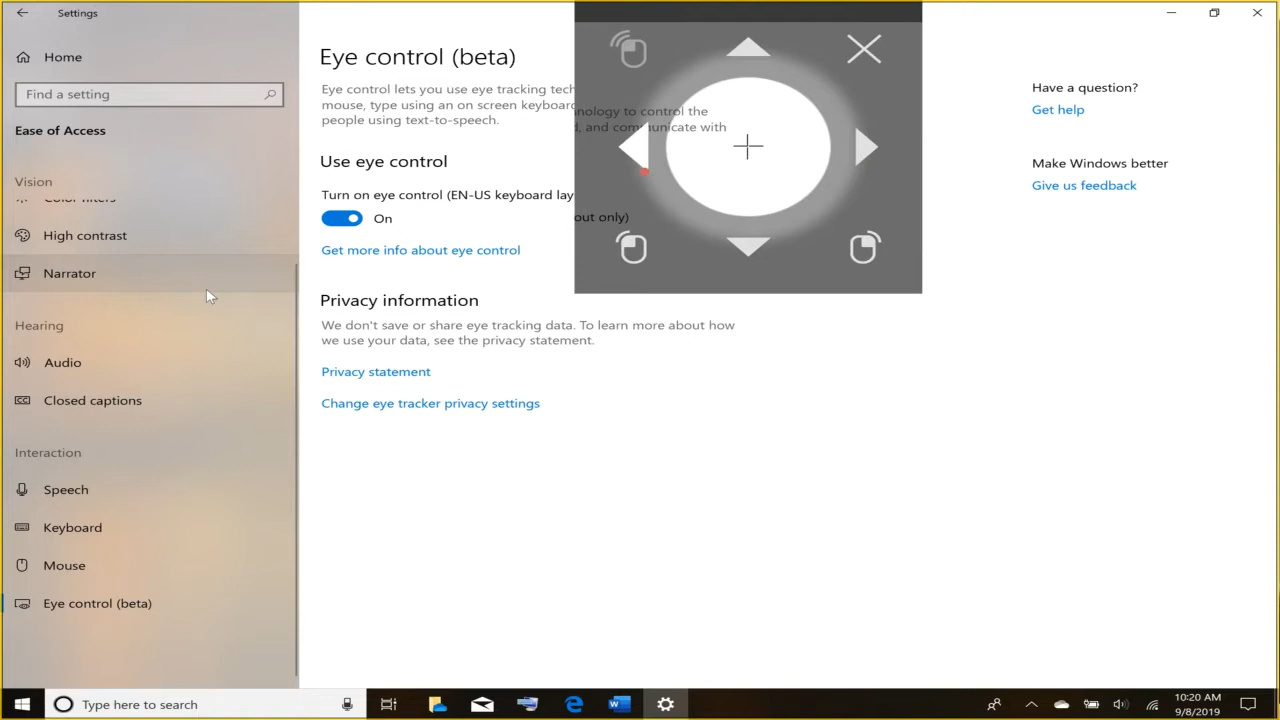 Settings
Home
Find a setting
Ease of Access
Vision
Color filters
High contrast
Narrator
Hearing
Audio
Closed captions
Interaction
Speech
Keyboard
Mouse
Eye control (beta)
Eye control (beta)
Eye control lets you use eye tracking technology to control the
mouse, type using an on screen keyboard, and communicate with
people using text-to-speech.
Use eye control
Turn on eye control (EN-US keyboard layout only)
On
Get more info about eye control
Privacy information
We don't save or share eye tracking data. To learn more about how
we use your data, see the privacy statement.
Privacy statement
Change eye tracker privacy settings
Have a question?
Get help
Make Windows better
Give us feedback
Type here to search
10:20 AM
9/8/2019